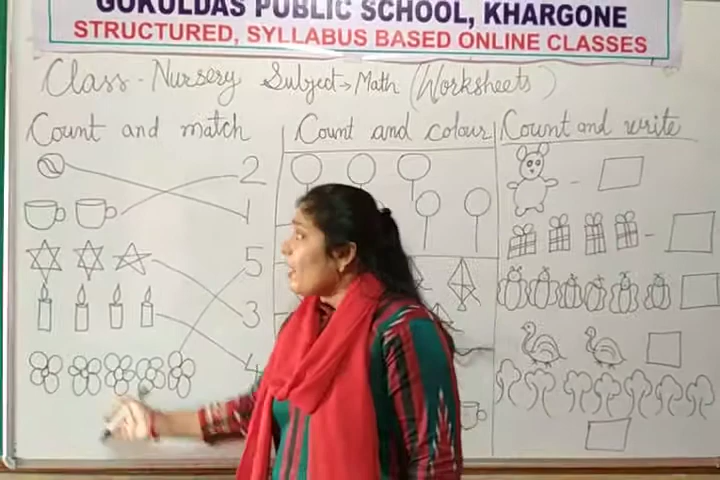 GOKULDAS PUBLIC SCHOOL, KHARGONE
STRUCTURED, SYLLABUS BASED ONLINE CLASSES
Class - Nursery Subject → Math (Worksheets)
Count and match
2
1
5
3
4
Count and colour
Count and write